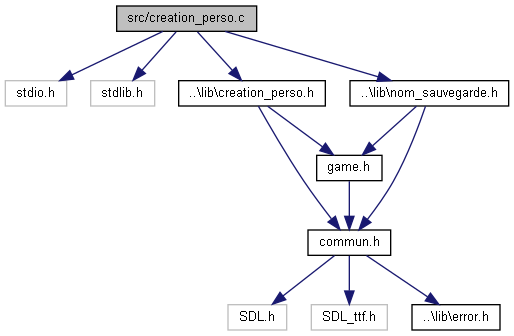 src/creation_perso.c
stdio.h
stdlib.h
..\lib\creation_perso.h
..\lib\nom_sauvegarde.h
game.h
commun.h
SDL.h
SDL_ttf.h
..\lib\error.h